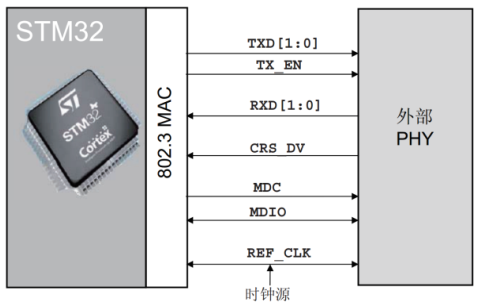 STM32
ST
STM32
Cortex
802.3 MAC
TXD[1:0]
TX_EN
RXD[1:0]
CRS_DV
MDC
MDIO
REF_CLK
时钟源
外部
PHY